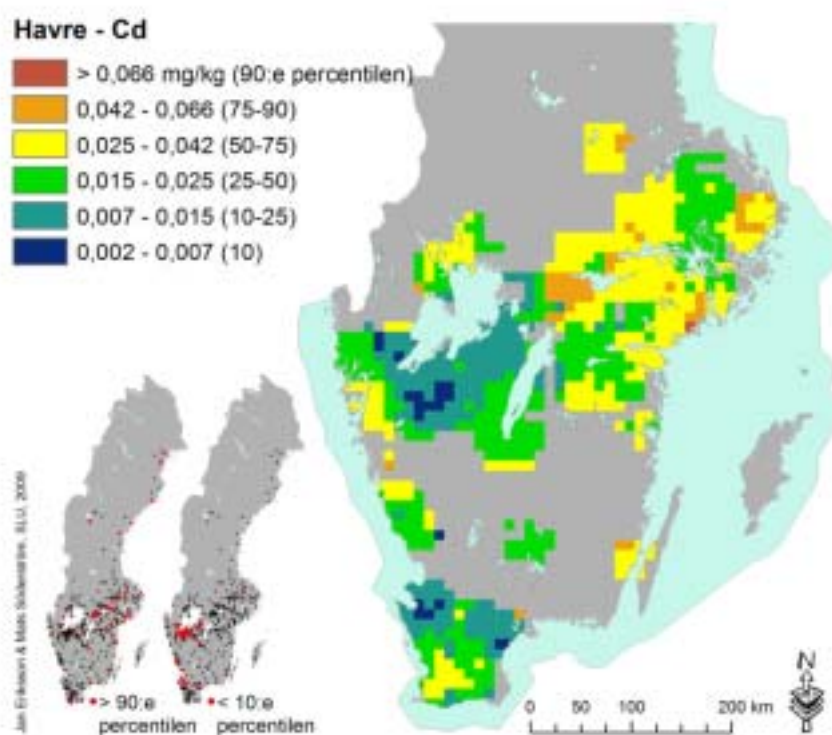 Havre - Cd
> 0,066 mg/kg (90:e percentilen)
0,042 - 0,066 (75-90)
0,025 - 0,042 (50-75)
0,015 - 0,025 (25-50)
0,007 - 0,015 (10-25)
0,002 - 0,007 (10)
Jan Eriksson & Mats Söderström, SLU, 2009
> 90:e
percentilen
< 10:e
percentilen
N
0 50 100 200 km